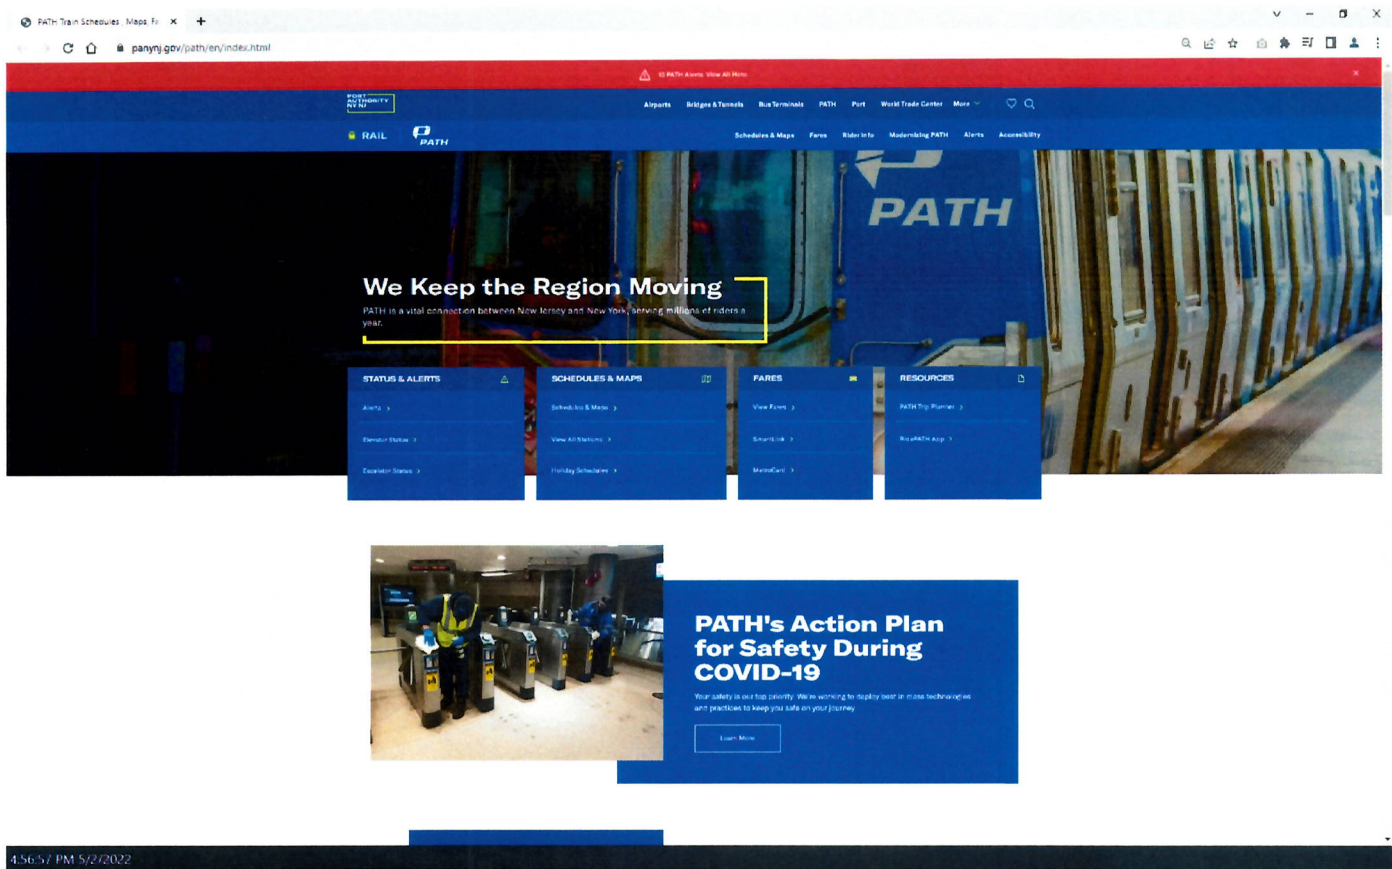 PATH Train Schedules, Maps, Fa
panynj.gov/path/en/index.html
10 PATH Alerts. View All Here.
PORT
AUTHORITY
NY NJ
Airports Bridges & Tunnels Bus Terminals PATH Port World Trade Center More
RAIL PATH
Schedules & Maps Fares Rider Info Modernizing PATH Alerts Accessibility
PATH
We Keep the Region Moving
PATH is a vital connection between New Jersey and New York, serving millions of riders a
year.
STATUS & ALERTS SCHEDULES & MAPS FARES RESOURCES
Alerts > Schedules & Maps > View Fares > PATH Trip Planner >
Elevator Status > View All Stations > SmartLink > RidePATH App >
Escalator Status > Holiday Schedules > MetroCard >
PATH's Action Plan
for Safety During
COVID-19
Your safety is our top priority. We're working to deploy best in class technologies
and practices to keep you safe on your journey.
Learn More
4:56:57 PM 5/2/2022